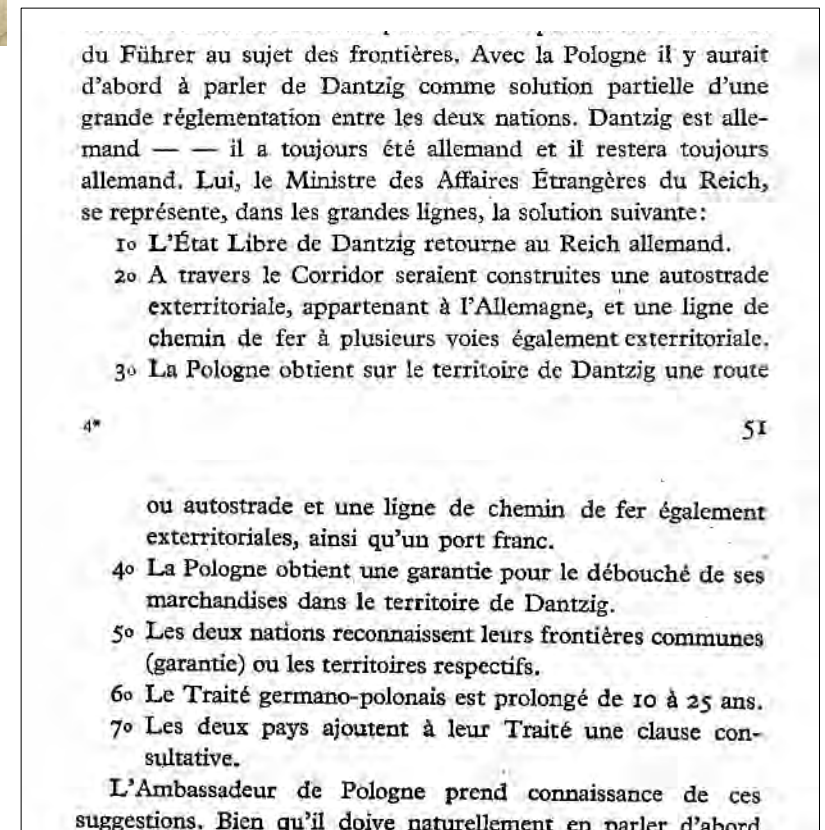 du Führer au sujet des frontières. Avec la Pologne il y aurait
d'abord à parler de Dantzig comme solution partielle d'une
grande réglementation entre les deux nations. Dantzig est alle-
mand — — il a toujours été allemand et il restera toujours
allemand. Lui, le Ministre des Affaires Étrangères du Reich,
se représente, dans les grandes lignes, la solution suivante:
1o L'État Libre de Dantzig retourne au Reich allemand.
2o A travers le Corridor seraient construites une autostrade
exterritoriale, appartenant à l'Allemagne, et une ligne de
chemin de fer à plusieurs voies également exterritoriale.
3o La Pologne obtient sur le territoire de Dantzig une route
4* 51
ou autostrade et une ligne de chemin de fer également
exterritoriales, ainsi qu'un port franc.
4o La Pologne obtient une garantie pour le débouché de ses
marchandises dans le territoire de Dantzig.
5o Les deux nations reconnaissent leurs frontières communes
(garantie) ou les territoires respectifs.
6o Le Traité germano-polonais est prolongé de 10 à 25 ans.
7o Les deux pays ajoutent à leur Traité une clause con-
sultative.
L'Ambassadeur de Pologne prend connaissance de ces
suggestions. Bien qu'il doive naturellement en parler d'abord